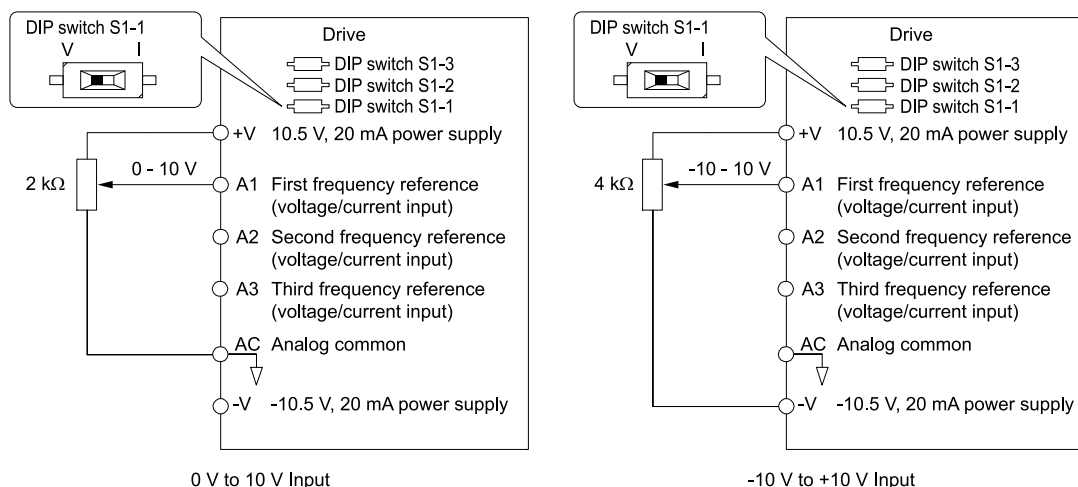 DIP switch S1-1
V I
Drive
DIP switch S1-3
DIP switch S1-2
DIP switch S1-1
+V 10.5 V, 20 mA power supply
2 kΩ
0 - 10 V
A1 First frequency reference
(voltage/current input)
A2 Second frequency reference
(voltage/current input)
A3 Third frequency reference
(voltage/current input)
AC Analog common
-V -10.5 V, 20 mA power supply
0 V to 10 V Input
DIP switch S1-1
V I
Drive
DIP switch S1-3
DIP switch S1-2
DIP switch S1-1
+V 10.5 V, 20 mA power supply
4 kΩ
-10 - 10 V
A1 First frequency reference
(voltage/current input)
A2 Second frequency reference
(voltage/current input)
A3 Third frequency reference
(voltage/current input)
AC Analog common
-V -10.5 V, 20 mA power supply
-10 V to +10 V Input